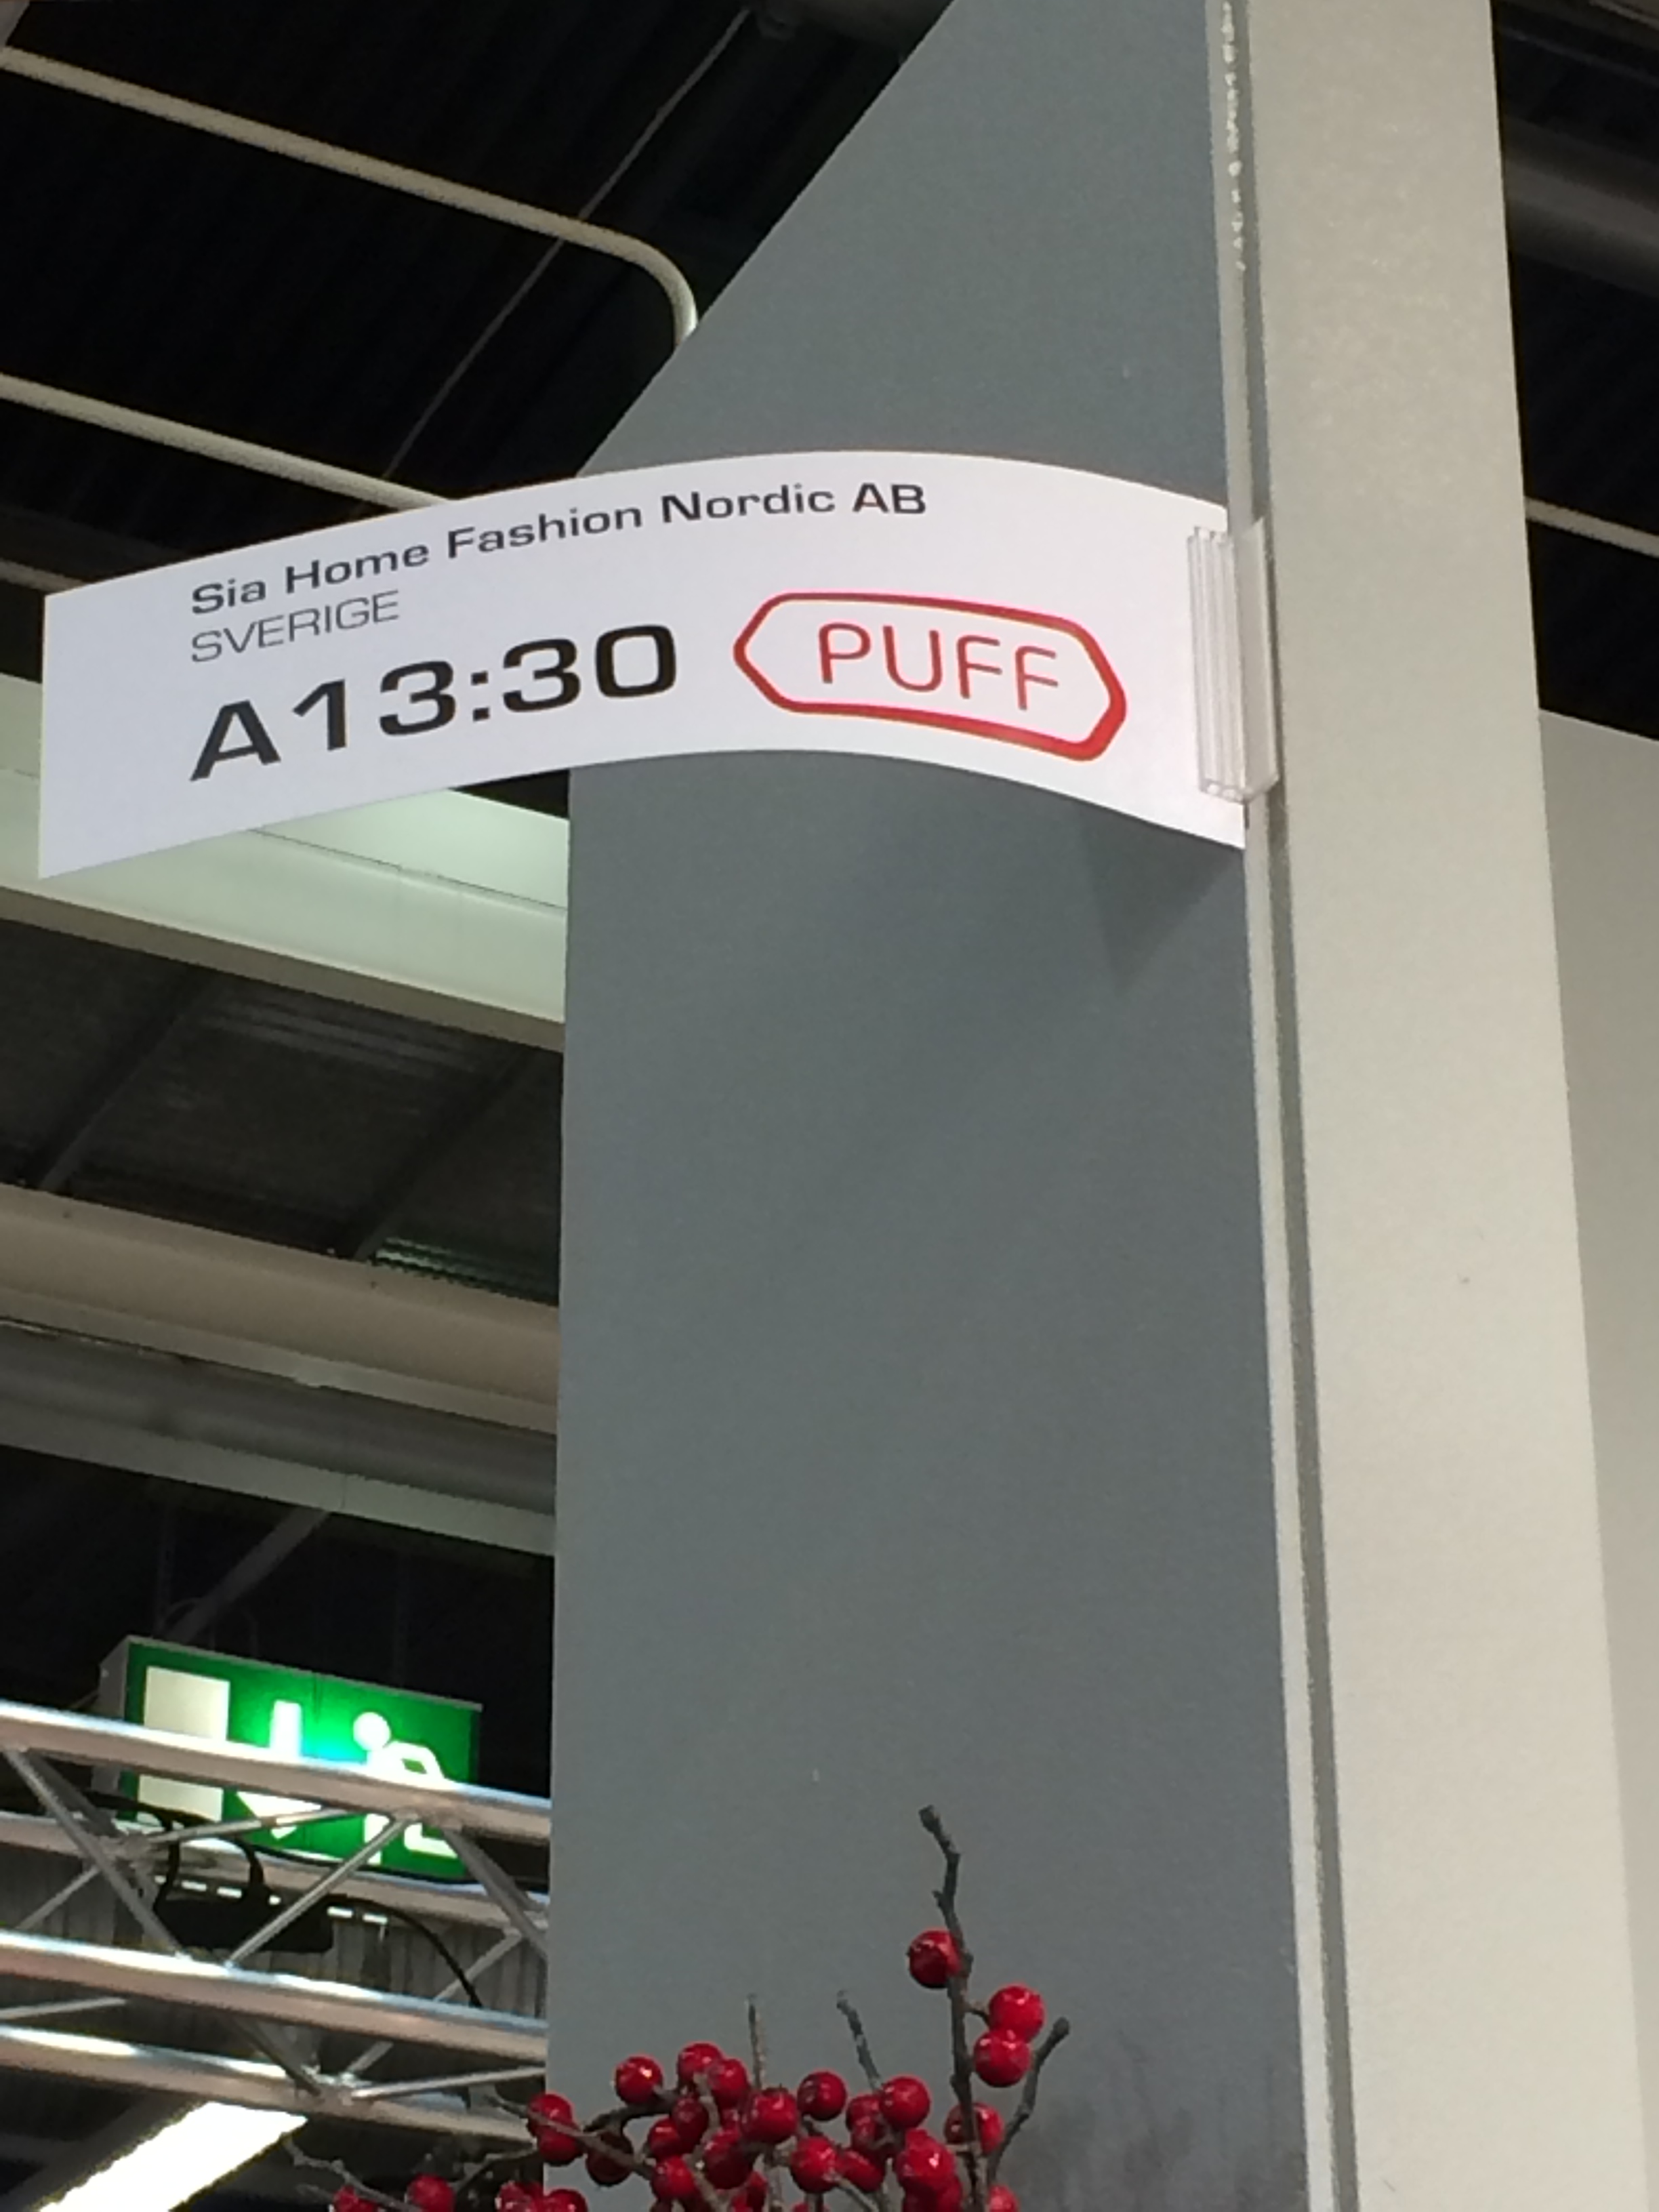 Sia Home Fashion Nordic AB
SVERIGE
A13:30 PUFF